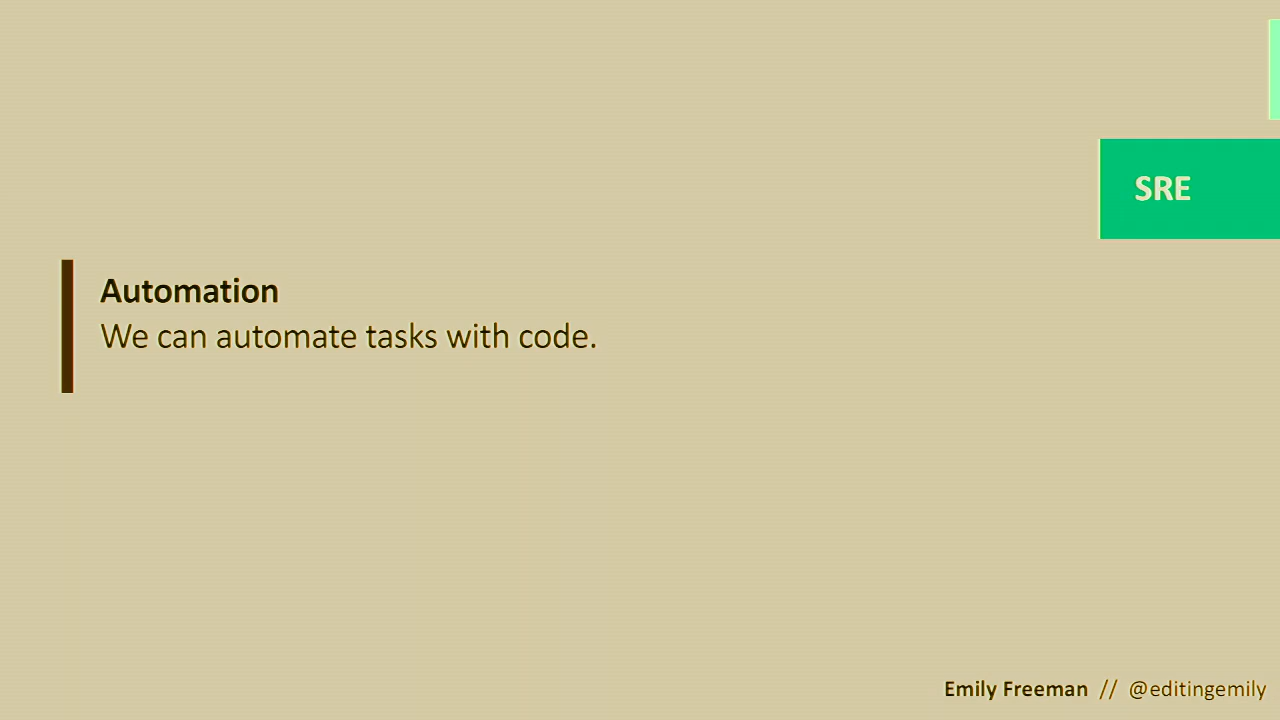 SRE
Automation
We can automate tasks with code.
Emily Freeman // @editingemily